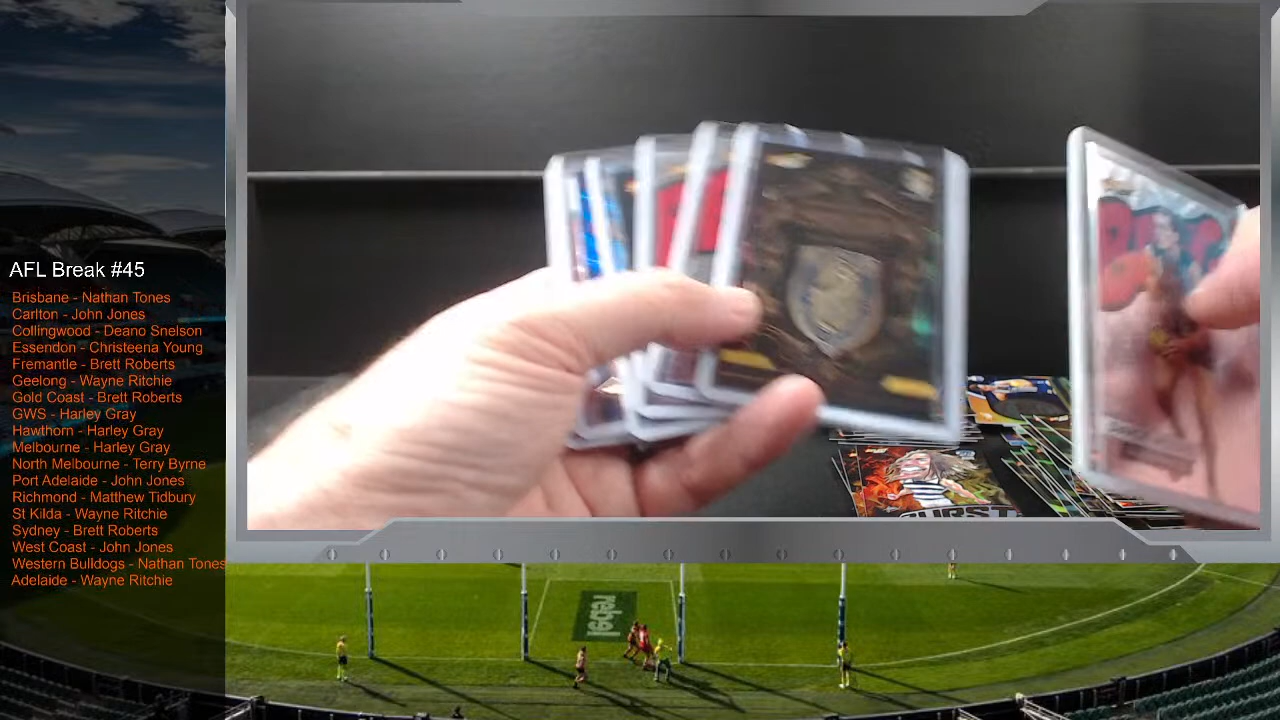 AFL Break #45
Brisbane - Nathan Tones
Carlton - John Jones
Collingwood - Deano Snelson
Essendon - Christeena Young
Fremantle - Brett Roberts
Geelong - Wayne Ritchie
Gold Coast - Brett Roberts
GWS - Harley Gray
Hawthorn - Harley Gray
Melbourne - Harley Gray
North Melbourne - Terry Byrne
Port Adelaide - John Jones
Richmond - Matthew Tidbury
St Kilda - Wayne Ritchie
Sydney - Brett Roberts
West Coast - John Jones
Western Bulldogs - Nathan Tones
Adelaide - Wayne Ritchie
rebel